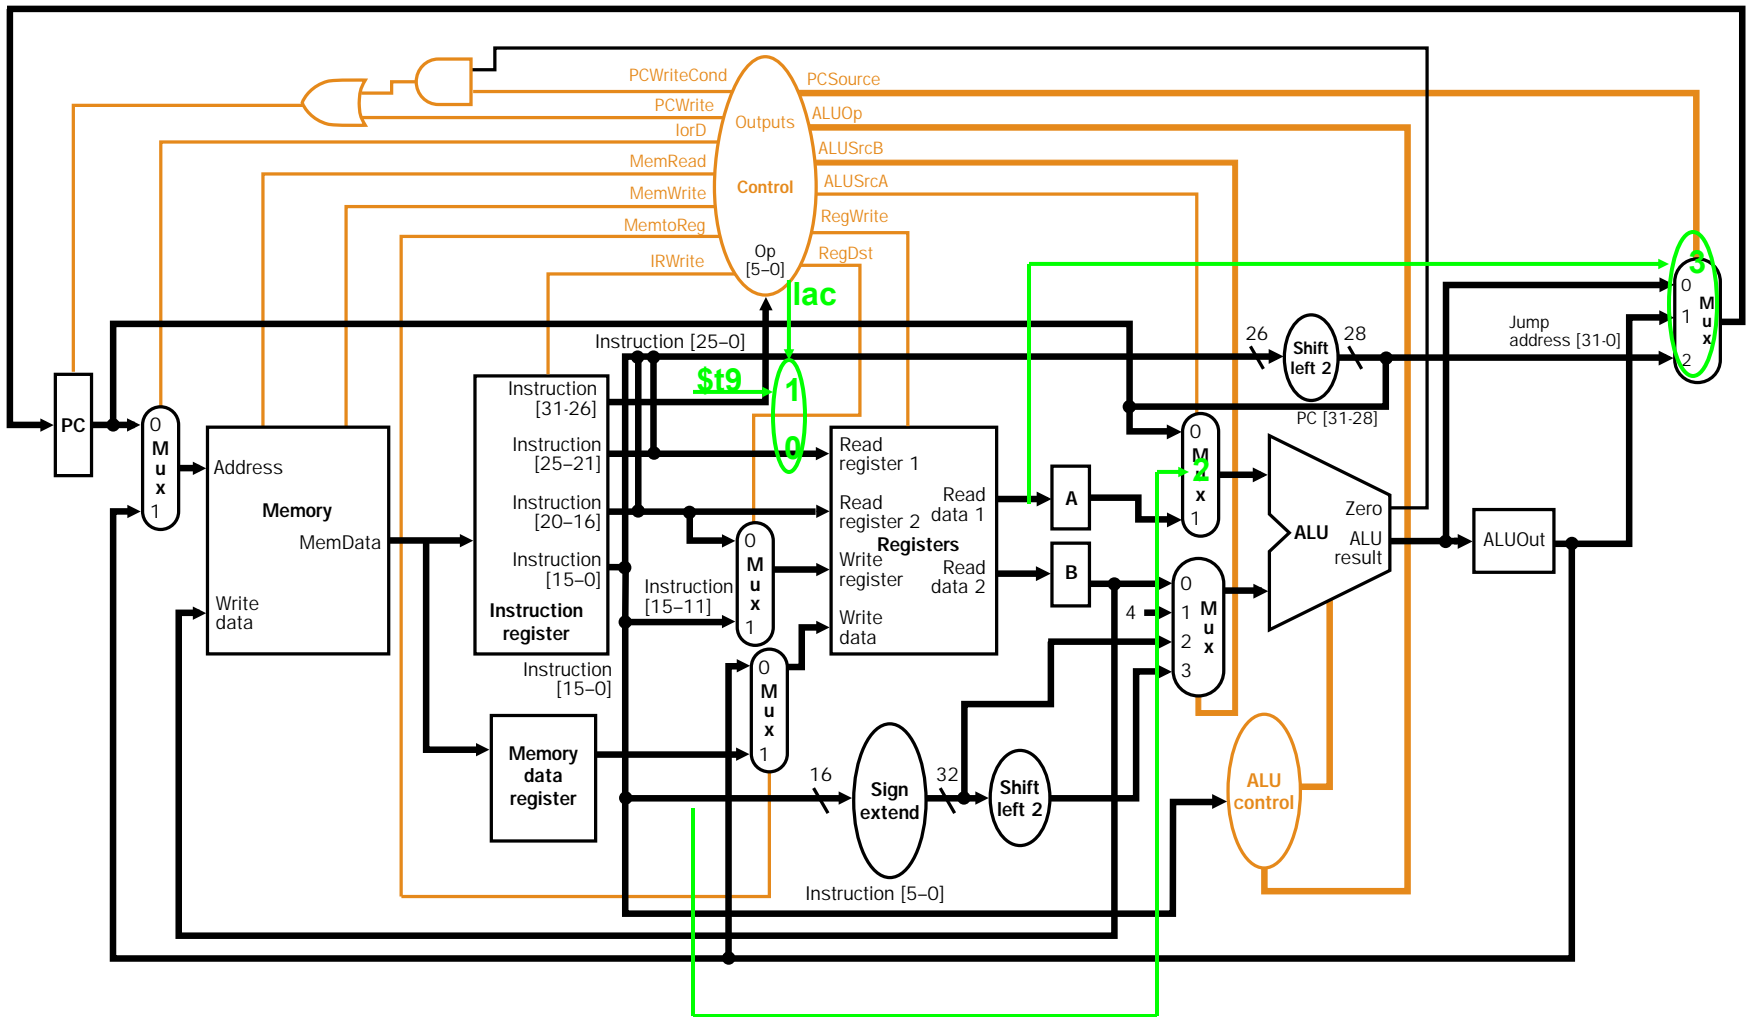 PCWriteCond
PCSource
PCWrite
ALUOp
Outputs
IorD
ALUSrcB
MemRead
ALUSrcA
Control
MemWrite
RegWrite
MemtoReg
RegDst
Op
[5–0]
IRWrite
lac
3
0
M
u
x
1
2
Jump
address [31-0]
26
28
Shift
left 2
Instruction [25–0]
PC [31-28]
$t9
1
0
PC
0
M
u
x
1
Address
Memory
MemData
Write
data
Instruction
[31-26]
Instruction
[25–21]
Instruction
[20–16]
Instruction
[15–0]
Instruction
register
Instruction
[15–11]
Instruction
[15–0]
0
M
u
x
1
0
M
u
x
1
Memory
data
register
Read
register 1
Read
register 2
Registers
Write
register
Write
data
Read
data 1
Read
data 2
A
B
0
M
u
x
1
2
0
4
1
M
u
x
2
3
Zero
ALU
ALU
result
ALUOut
16
Sign
extend
32
Shift
left 2
ALU
control
Instruction [5–0]